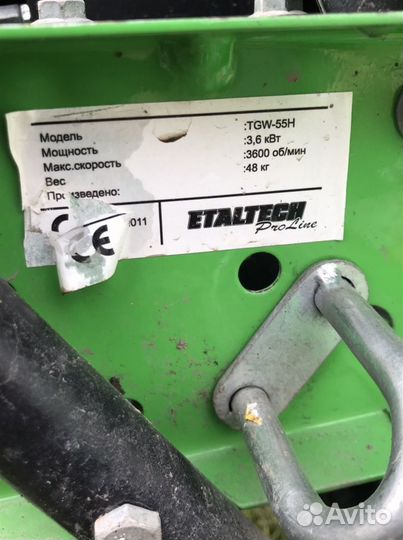 Модель :TGW-55H
Мощность :3,6 кВт
Макс.скорость :3600 об/мин
Вес :48 кг
Произведено:
CE
011
ETALTECH
ProLine
Avito